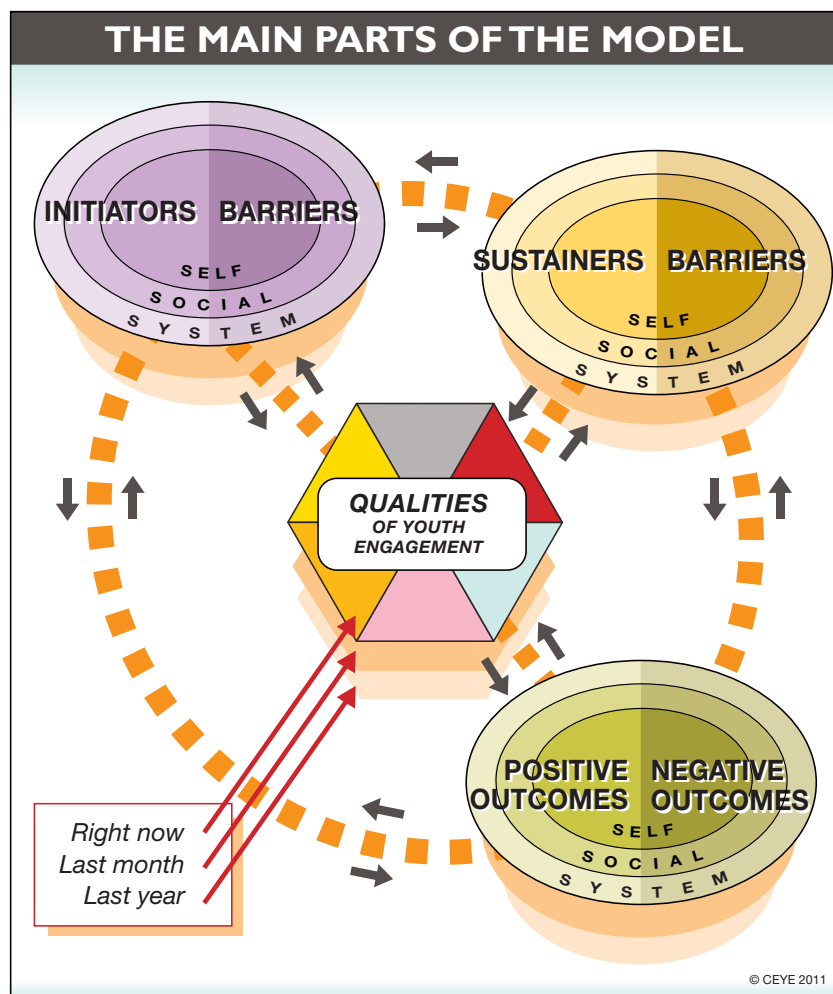 THE MAIN PARTS OF THE MODEL
INITIATORS BARRIERS
SELF
SOCIAL
SYSTEM
SUSTAINERS BARRIERS
SELF
SOCIAL
SYSTEM
QUALITIES
OF YOUTH
ENGAGEMENT
POSITIVE NEGATIVE
OUTCOMES OUTCOMES
SELF
SOCIAL
SYSTEM
Right now
Last month
Last year
© CEYE 2011